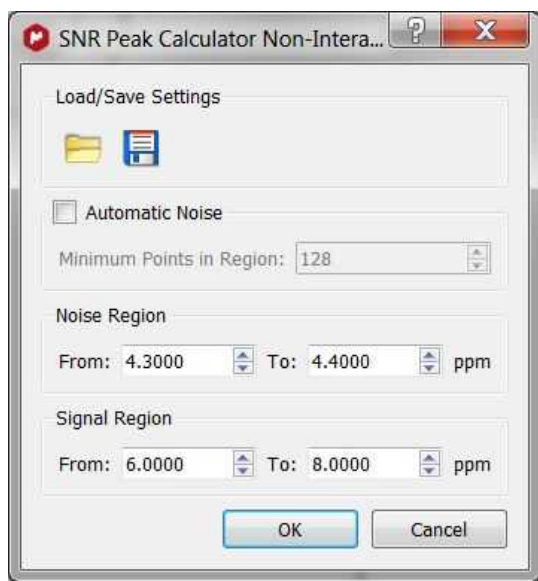 SNR Peak Calculator Non-Intera...
Load/Save Settings
Automatic Noise
Minimum Points in Region: 128
Noise Region
From: 4.3000 To: 4.4000 ppm
Signal Region
From: 6.0000 To: 8.0000 ppm
OK Cancel